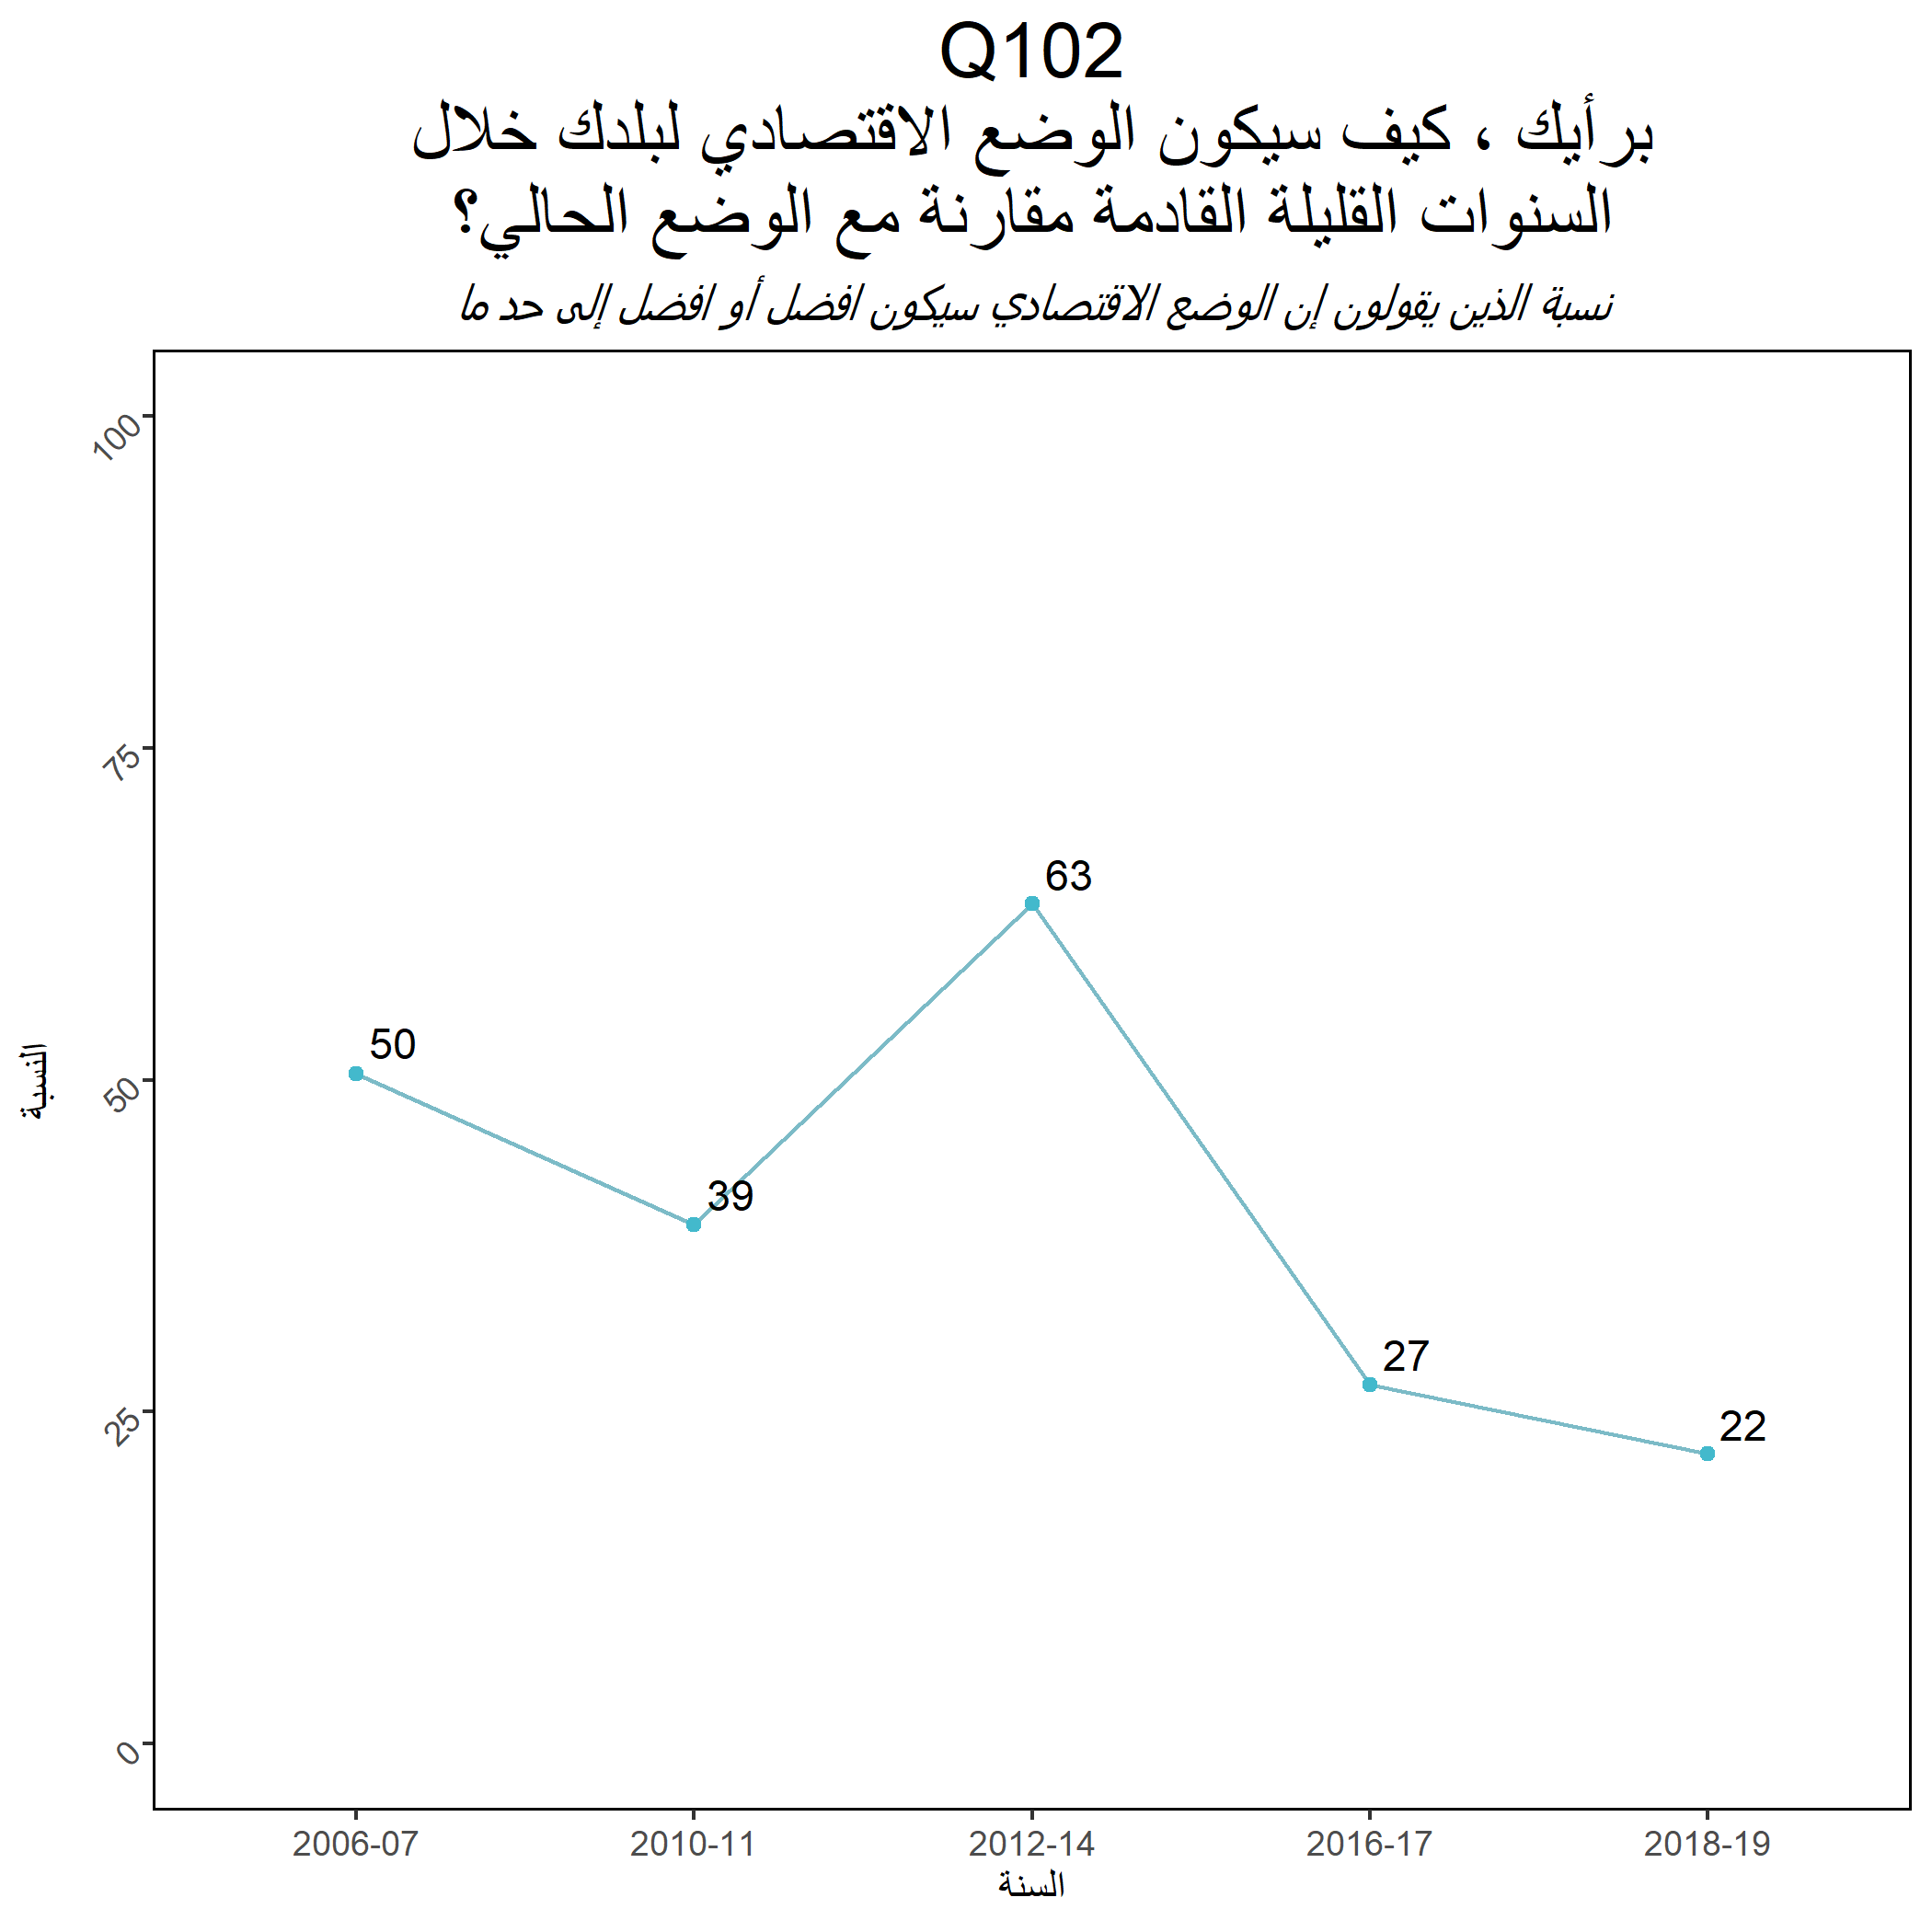 Q102
برأيك ، كيف سيكون الوضع الاقتصادي لبلدك خلال
السنوات القليلة القادمة مقارنة مع الوضع الحالي؟
نسبة الذين يقولون إن الوضع الاقتصادي سيكون افضل أو افضل إلى حد ما
100
75
50
25
0
النسبة
50
39
63
27
22
2006-07
2010-11
2012-14
2016-17
2018-19
السنة